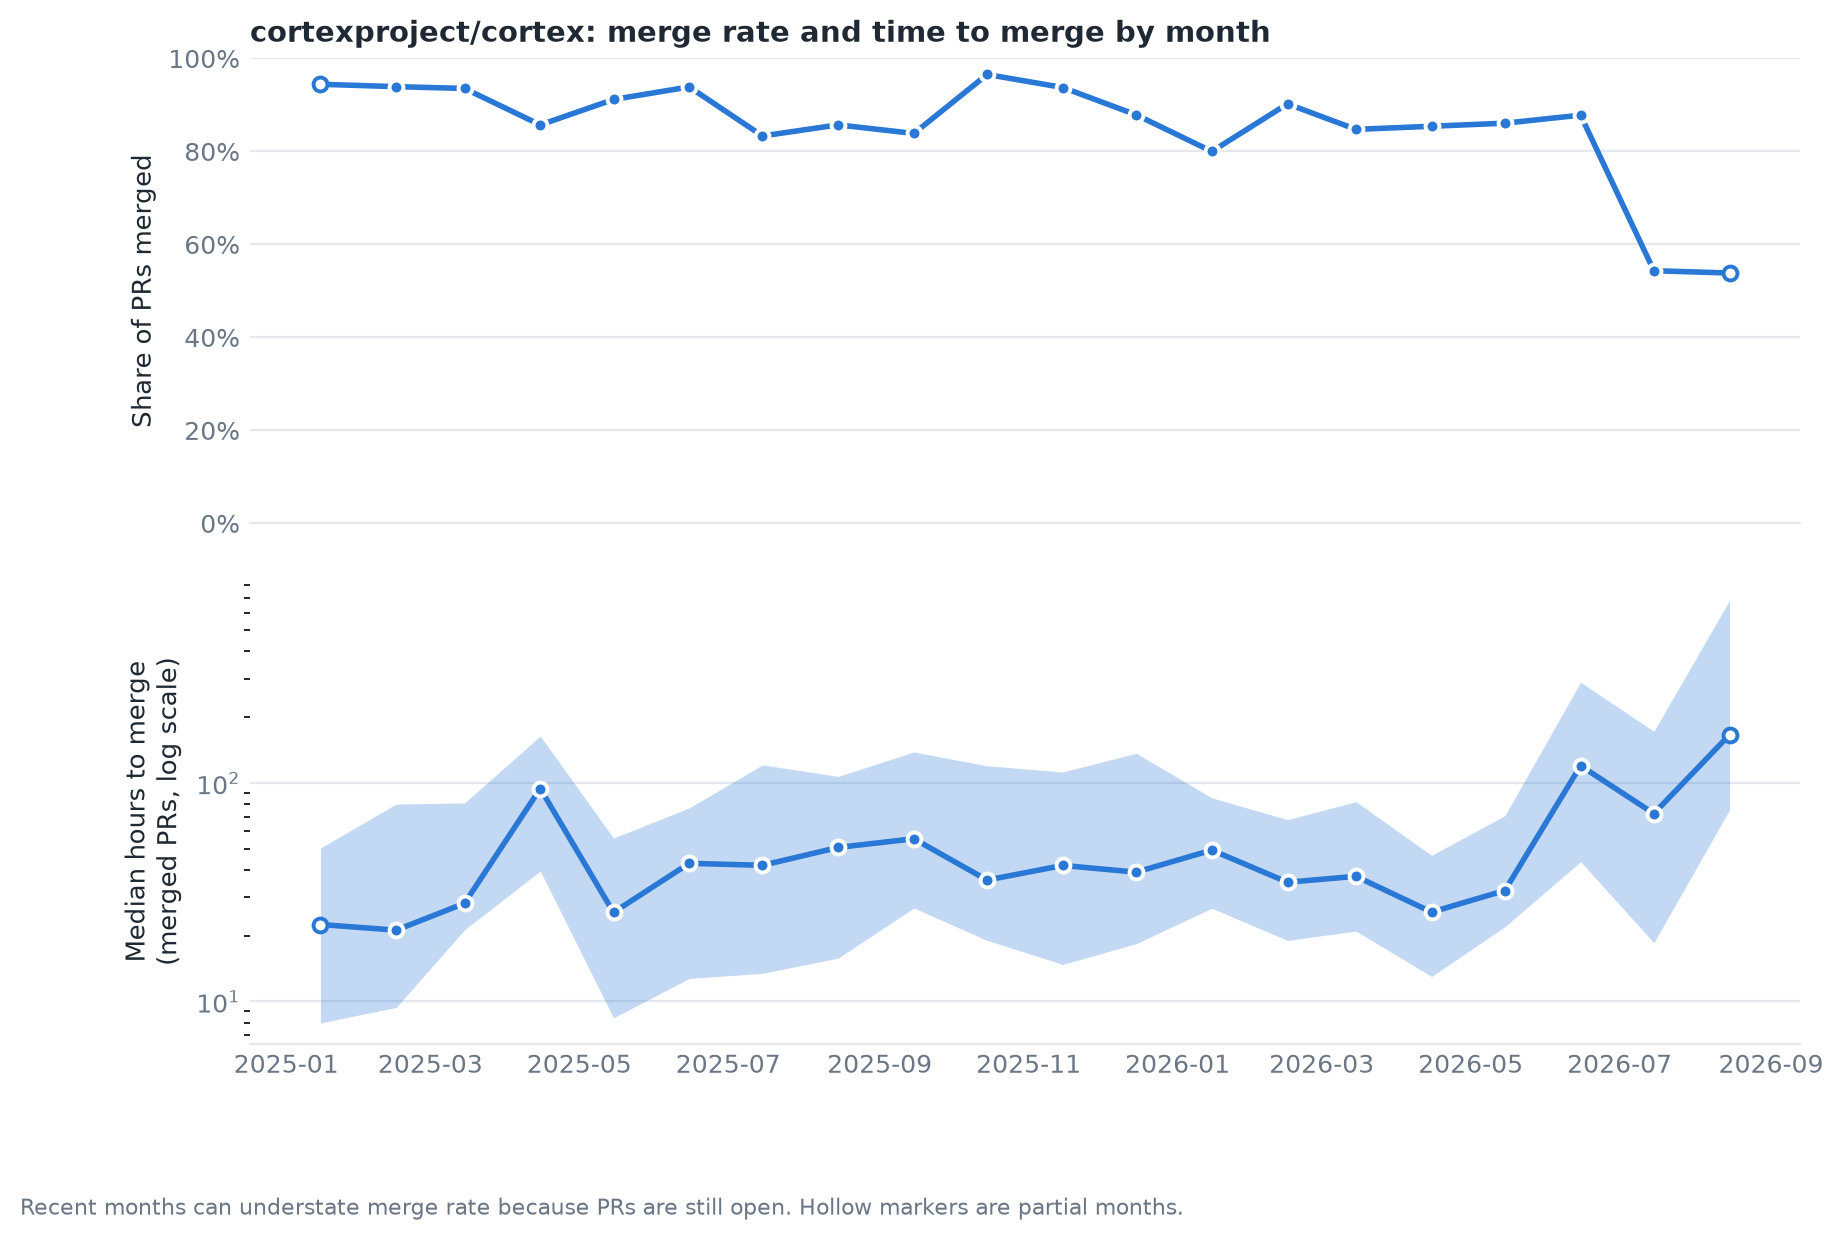 cortexproject/cortex: merge rate and time to merge by month
100%
80%
60%
40%
20%
0%
Share of PRs merged
10²
10¹
Median hours to merge
(merged PRs, log scale)
2025-01 2025-03 2025-05 2025-07 2025-09 2025-11 2026-01 2026-03 2026-05 2026-07 2026-09
Recent months can understate merge rate because PRs are still open. Hollow markers are partial months.